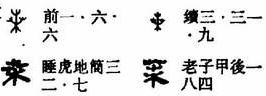 前一·六·
六
續三·三一
·九
睡虎地簡三
二·七
老子甲後一
八四